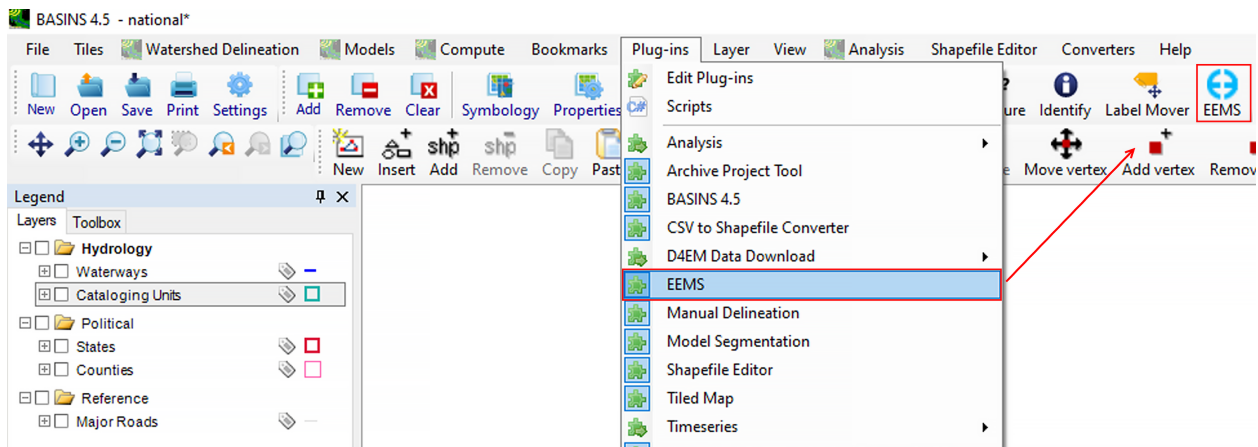 BASINS 4.5 - national*
File Tiles Watershed Delineation Models Compute Bookmarks Plug-ins Layer View Analysis Shapefile Editor Converters Help
New Open Save Print Settings Add Remove Clear Symbology Properties ure Identify Label Mover EEMS
New Insert shp Add shp Remove Copy Past Move vertex Add vertex Remov
Edit Plug-ins
C# Scripts
Analysis
Archive Project Tool
BASINS 4.5
CSV to Shapefile Converter
D4EM Data Download
EEMS
Manual Delineation
Model Segmentation
Shapefile Editor
Tiled Map
Timeseries
Legend
Layers Toolbox
Hydrology
Waterways
Cataloging Units
Political
States
Counties
Reference
Major Roads